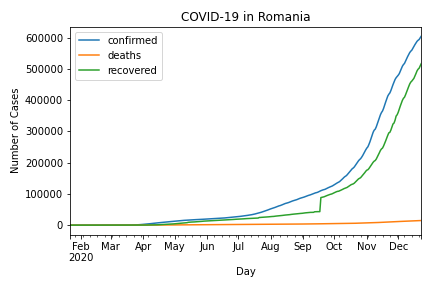 COVID-19 in Romania
confirmed
deaths
recovered
600000
500000
400000
300000
200000
100000
0
Number of Cases
Feb Mar Apr May Jun Jul Aug Sep Oct Nov Dec
2020
Day